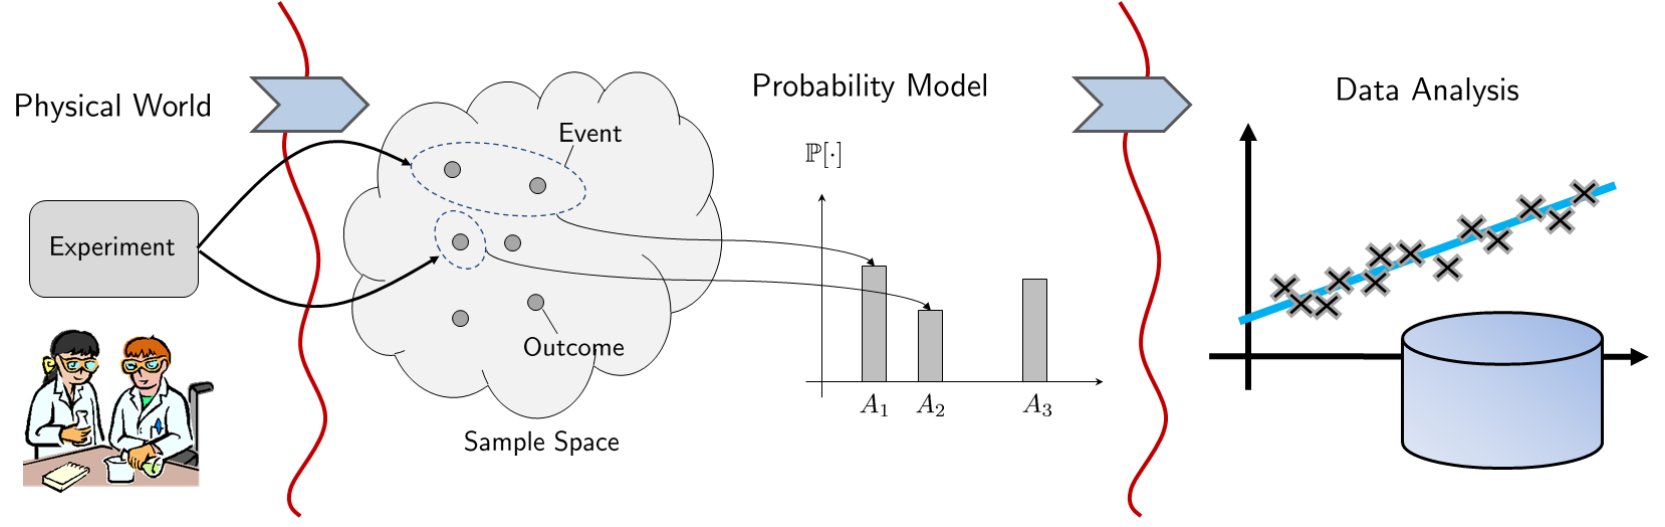 Physical World
Experiment
Event
Outcome
Sample Space
Probability Model
ℙ[·]
A₁
A₂
A₃
Data Analysis